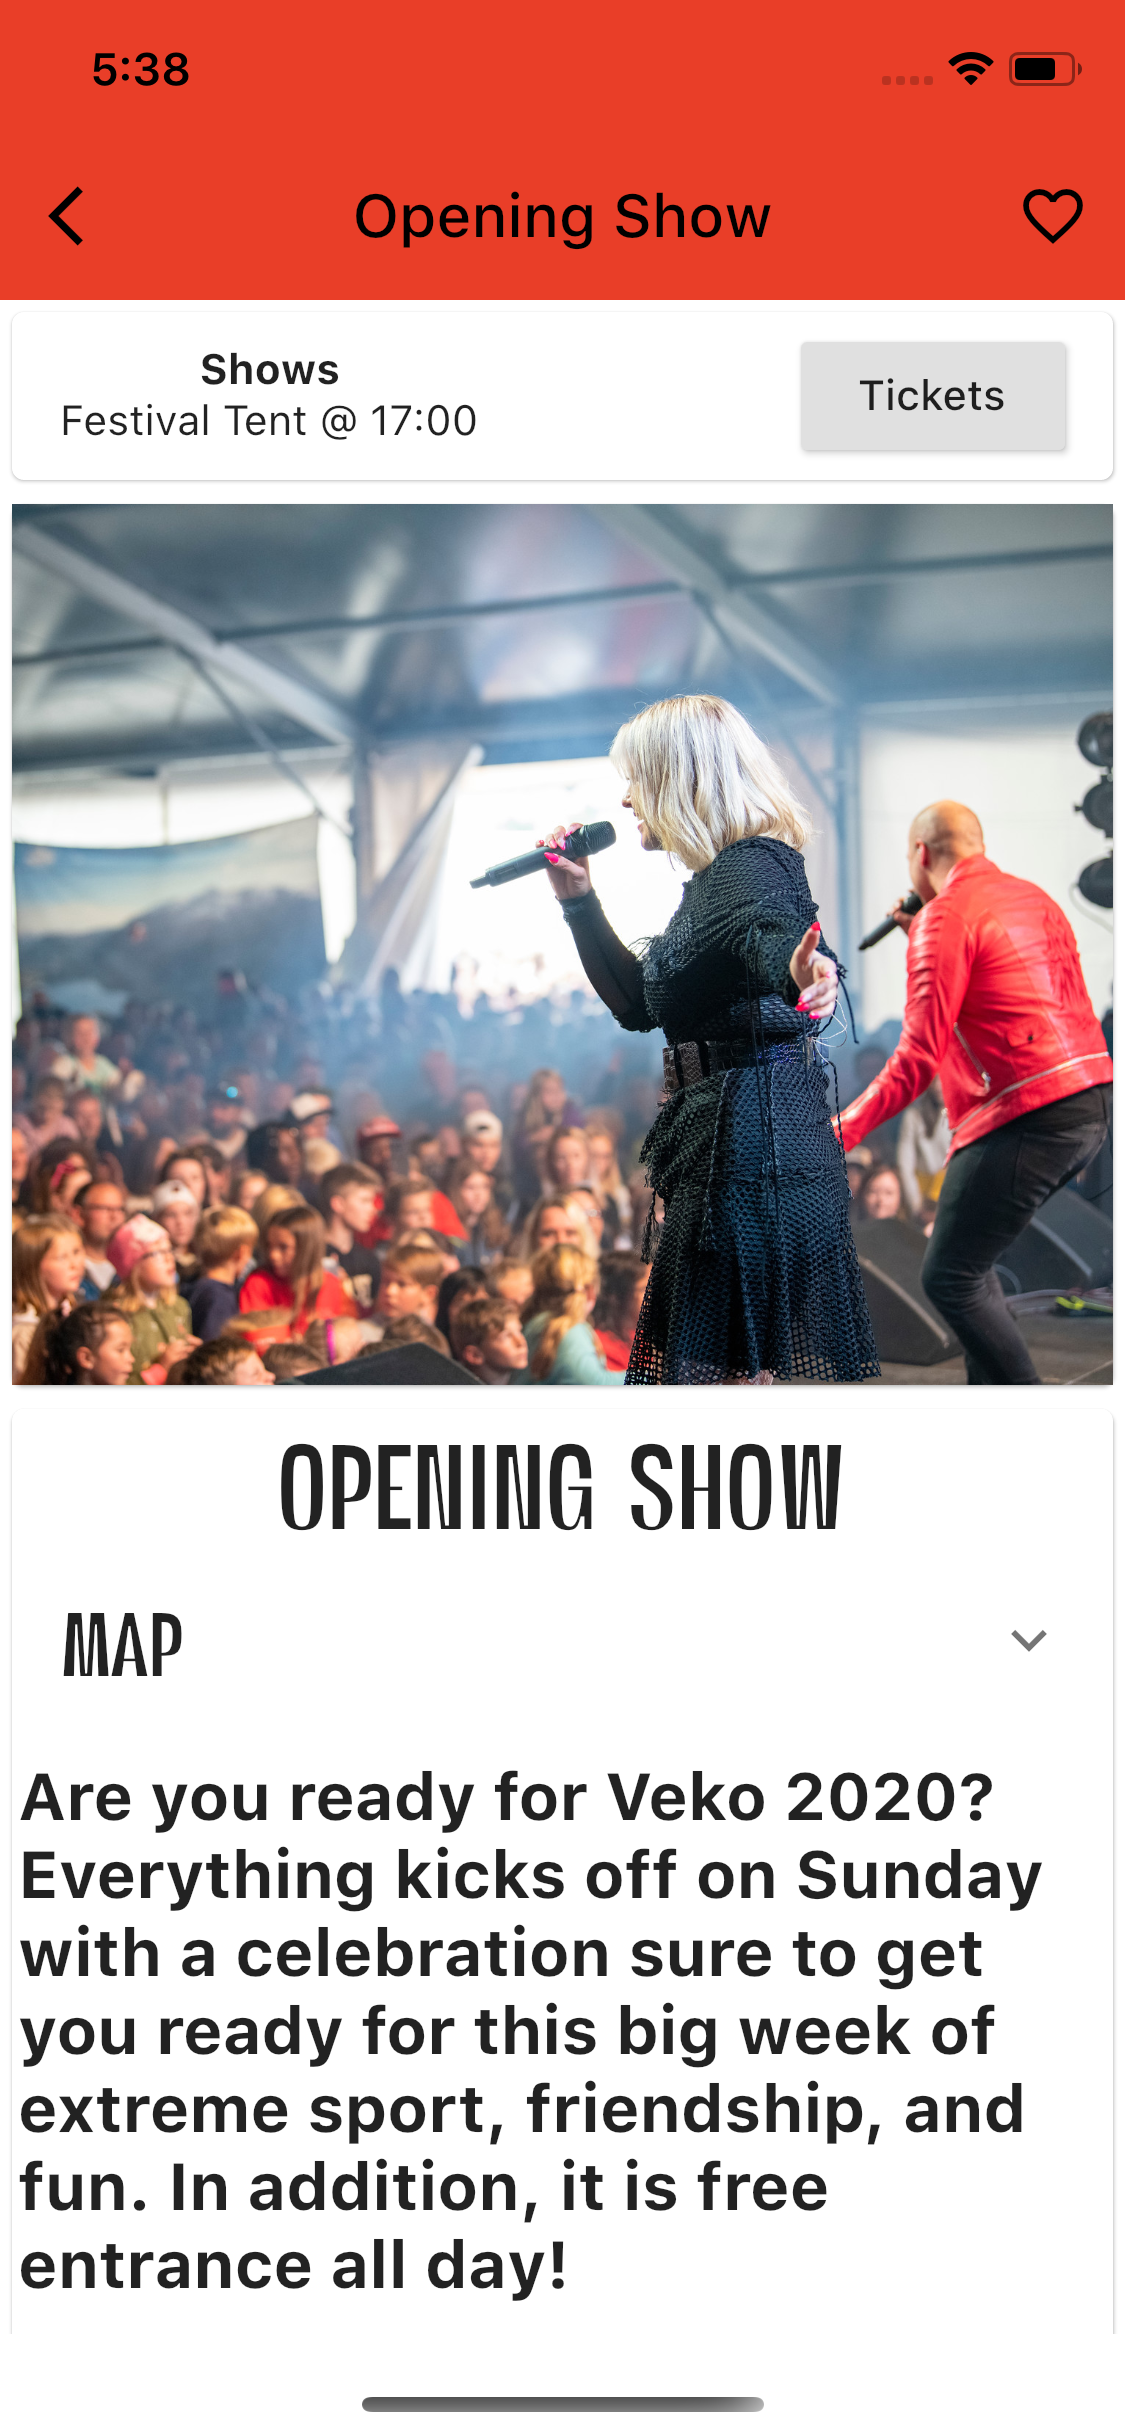 5:38
Opening Show
Shows
Festival Tent @ 17:00
Tickets
OPENING SHOW
MAP
Are you ready for Veko 2020?
Everything kicks off on Sunday
with a celebration sure to get
you ready for this big week of
extreme sport, friendship, and
fun. In addition, it is free
entrance all day!